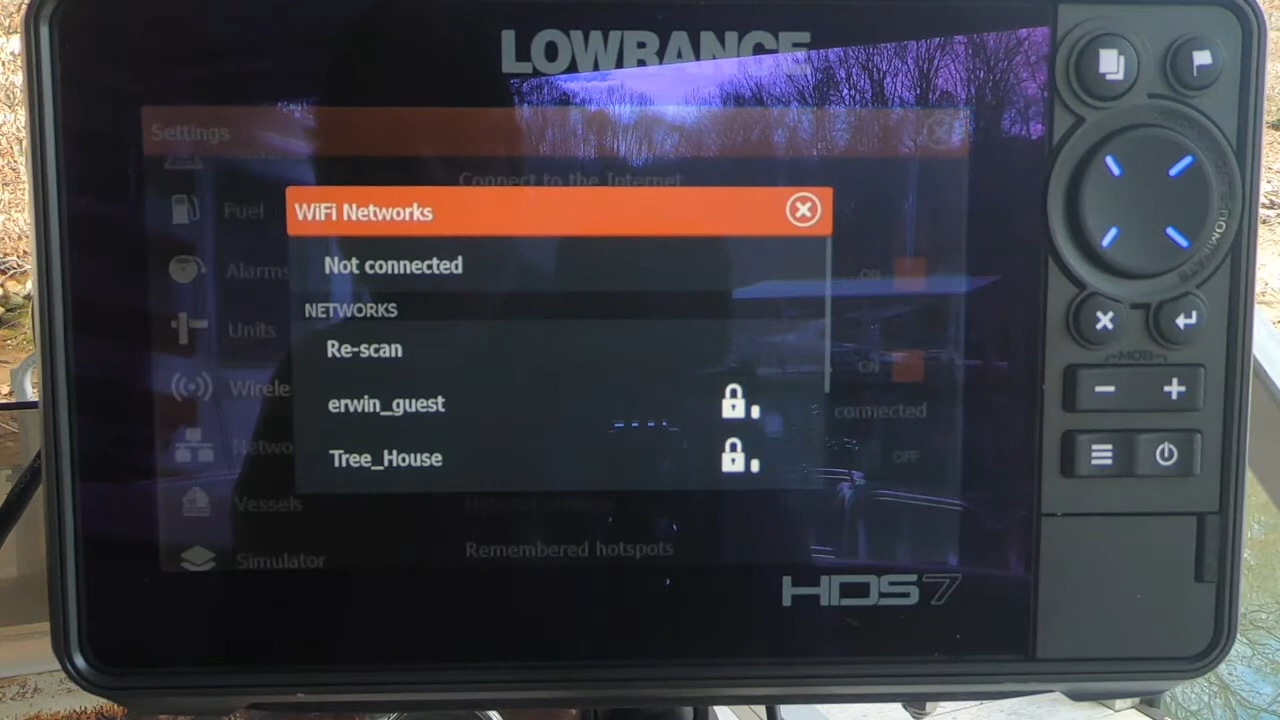 LOWRANCE
Settings
Connect to the Internet
WiFi Networks
Fuel
Not connected
Alarms
ON
NETWORKS
Units
Re-scan
ON
Wirele
erwin_guest
connected
Netwo
Tree_House
OFF
Vessels
Remembered hotspots
Simulator
HDS7
MOB